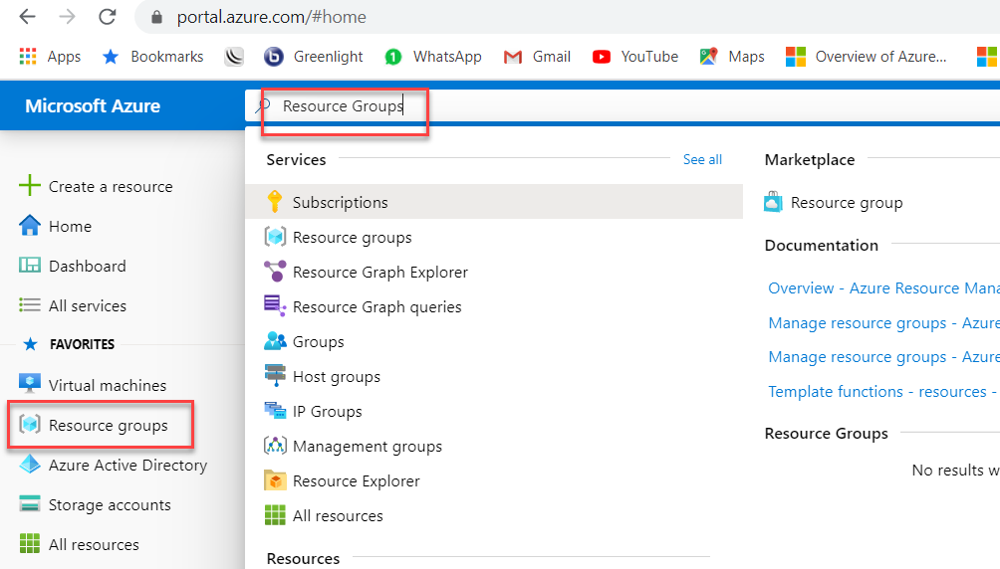 portal.azure.com/#home
Apps
Bookmarks
Greenlight
1
WhatsApp
Gmail
YouTube
Maps
Overview of Azure...
Microsoft Azure
Resource Groups
Create a resource
Home
Dashboard
All services
FAVORITES
Virtual machines
Resource groups
Azure Active Directory
Storage accounts
All resources
Services
See all
Subscriptions
Resource groups
Resource Graph Explorer
Resource Graph queries
Groups
Host groups
IP Groups
Management groups
Resource Explorer
All resources
Resources
Marketplace
Resource group
Documentation
Overview - Azure Resource Mana
Manage resource groups - Azure
Manage resource groups - Azure
Template functions - resources -
Resource Groups
No results w